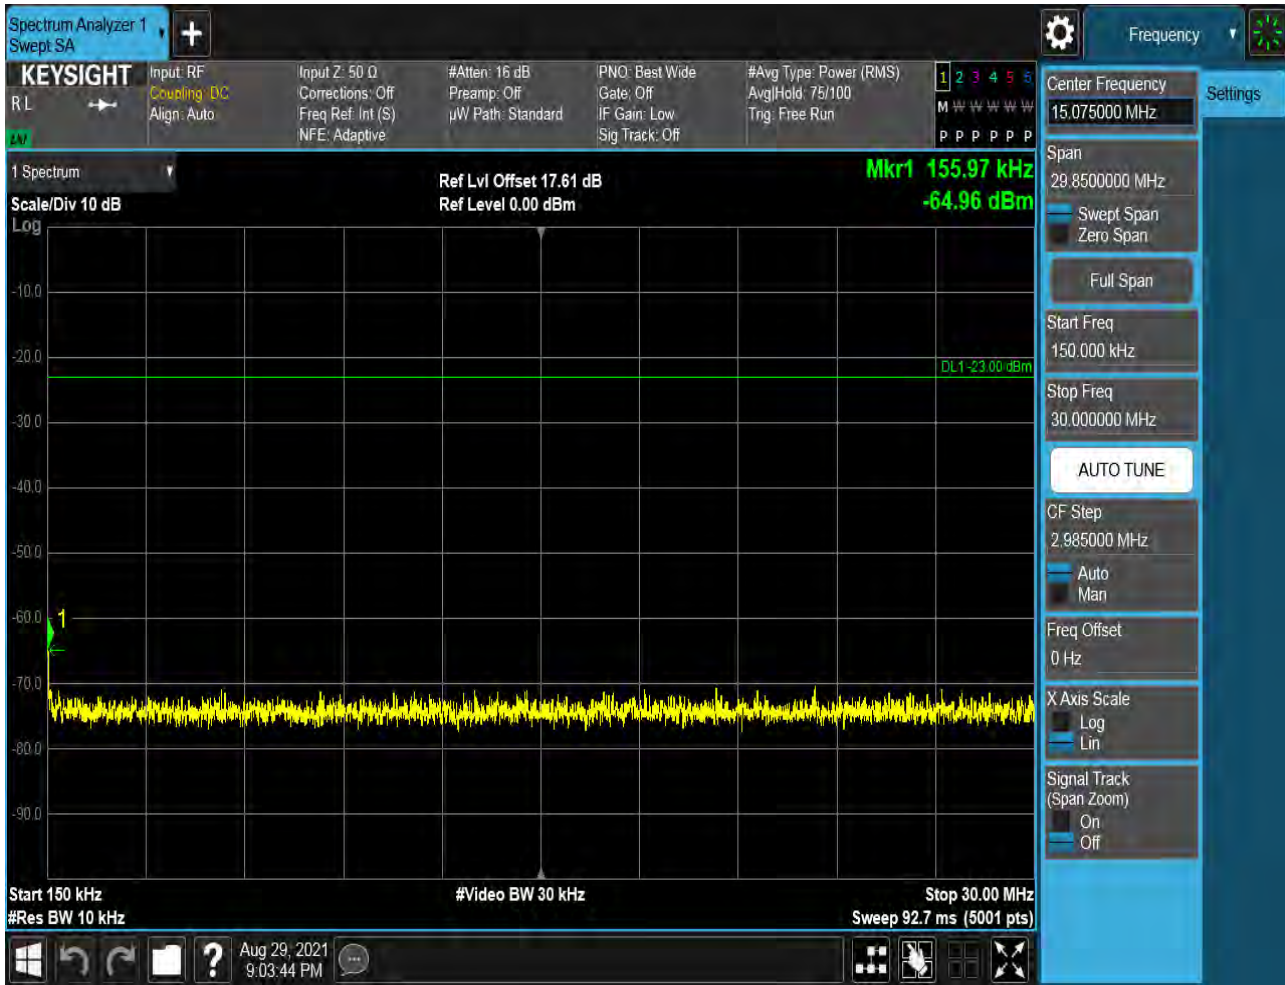 Spectrum Analyzer 1
Swept SA
Frequency
KEYSIGHT
R L
LNI
Input: RF
Coupling: DC
Align: Auto
Input Z: 50 Ω
Corrections: Off
Freq Ref: Int (S)
NFE: Adaptive
#Atten: 16 dB
Preamp: Off
µW Path: Standard
PNO: Best Wide
Gate: Off
IF Gain: Low
Sig Track: Off
#Avg Type: Power (RMS)
Avg|Hold: 75/100
Trig: Free Run
1 2 3 4 5 6
M W W W W W
P P P P P P
1 Spectrum
Scale/Div 10 dB
Log
Ref Lvl Offset 17.61 dB
Ref Level 0.00 dBm
Mkr1 155.97 kHz
-64.96 dBm
DL1 -23.00 dBm
-10.0
-20.0
-30.0
-40.0
-50.0
-60.0
1
-70.0
-80.0
-90.0
Start 150 kHz
#Video BW 30 kHz
Stop 30.00 MHz
#Res BW 10 kHz
Sweep 92.7 ms (5001 pts)
Aug 29, 2021
9:03:44 PM
Center Frequency
15.075000 MHz
Settings
Span
29.8500000 MHz
Swept Span
Zero Span
Full Span
Start Freq
150.000 kHz
Stop Freq
30.000000 MHz
AUTO TUNE
CF Step
2.985000 MHz
Auto
Man
Freq Offset
0 Hz
X Axis Scale
Log
Lin
Signal Track
(Span Zoom)
On
Off